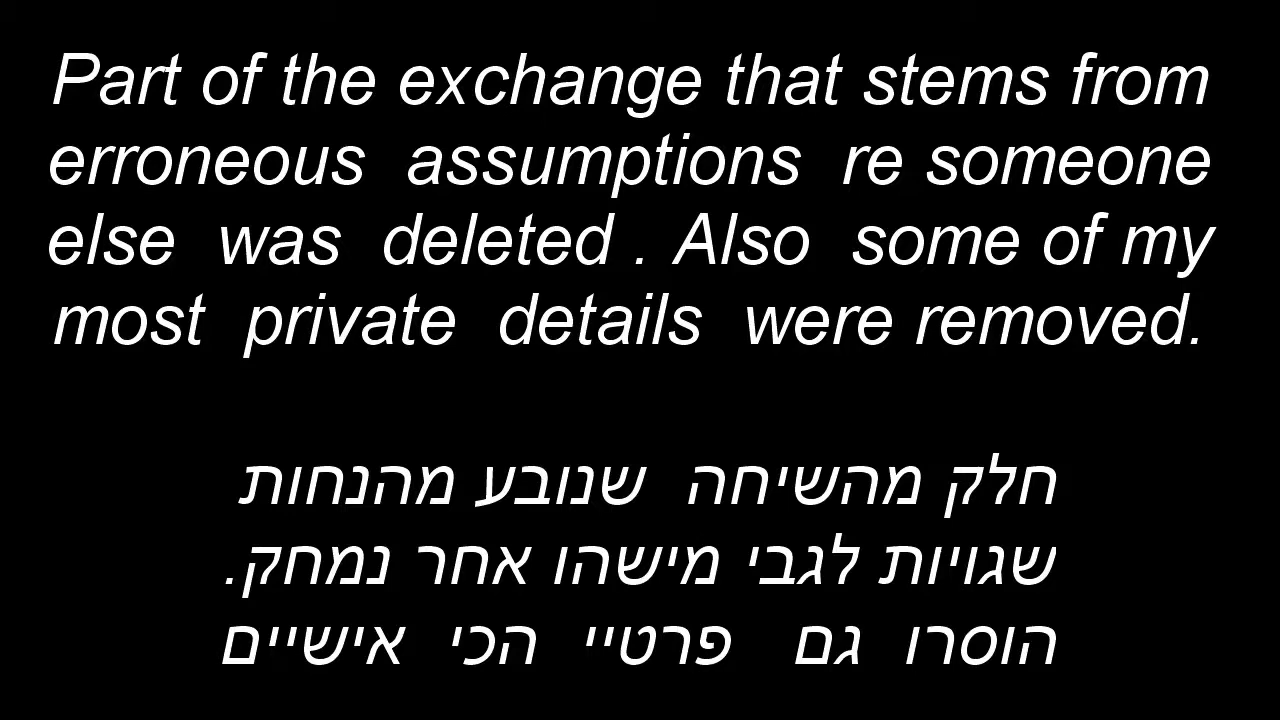 Part of the exchange that stems from
erroneous assumptions re someone
else was deleted . Also some of my
most private details were removed.
חלק מהשיחה שנובע מהנחות
שגויות לגבי מישהו אחר נמחק.
הוסרו גם פרטיי הכי אישיים